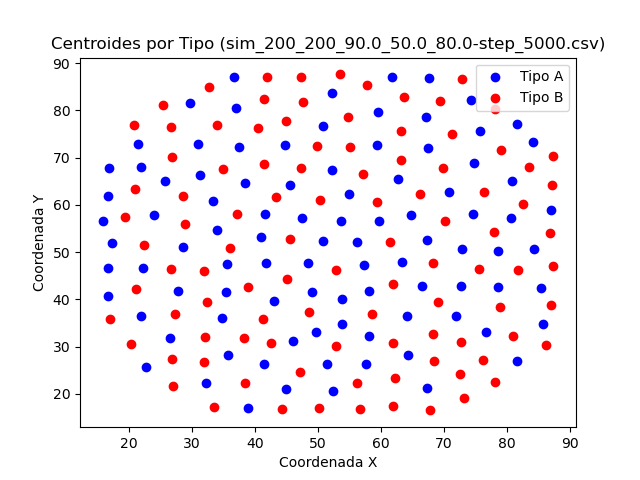 Centroides por Tipo (sim_200_200_90.0_50.0_80.0-step_5000.csv)
Tipo A
Tipo B
90
80
70
60
50
40
30
20
Coordenada Y
20 30 40 50 60 70 80 90
Coordenada X